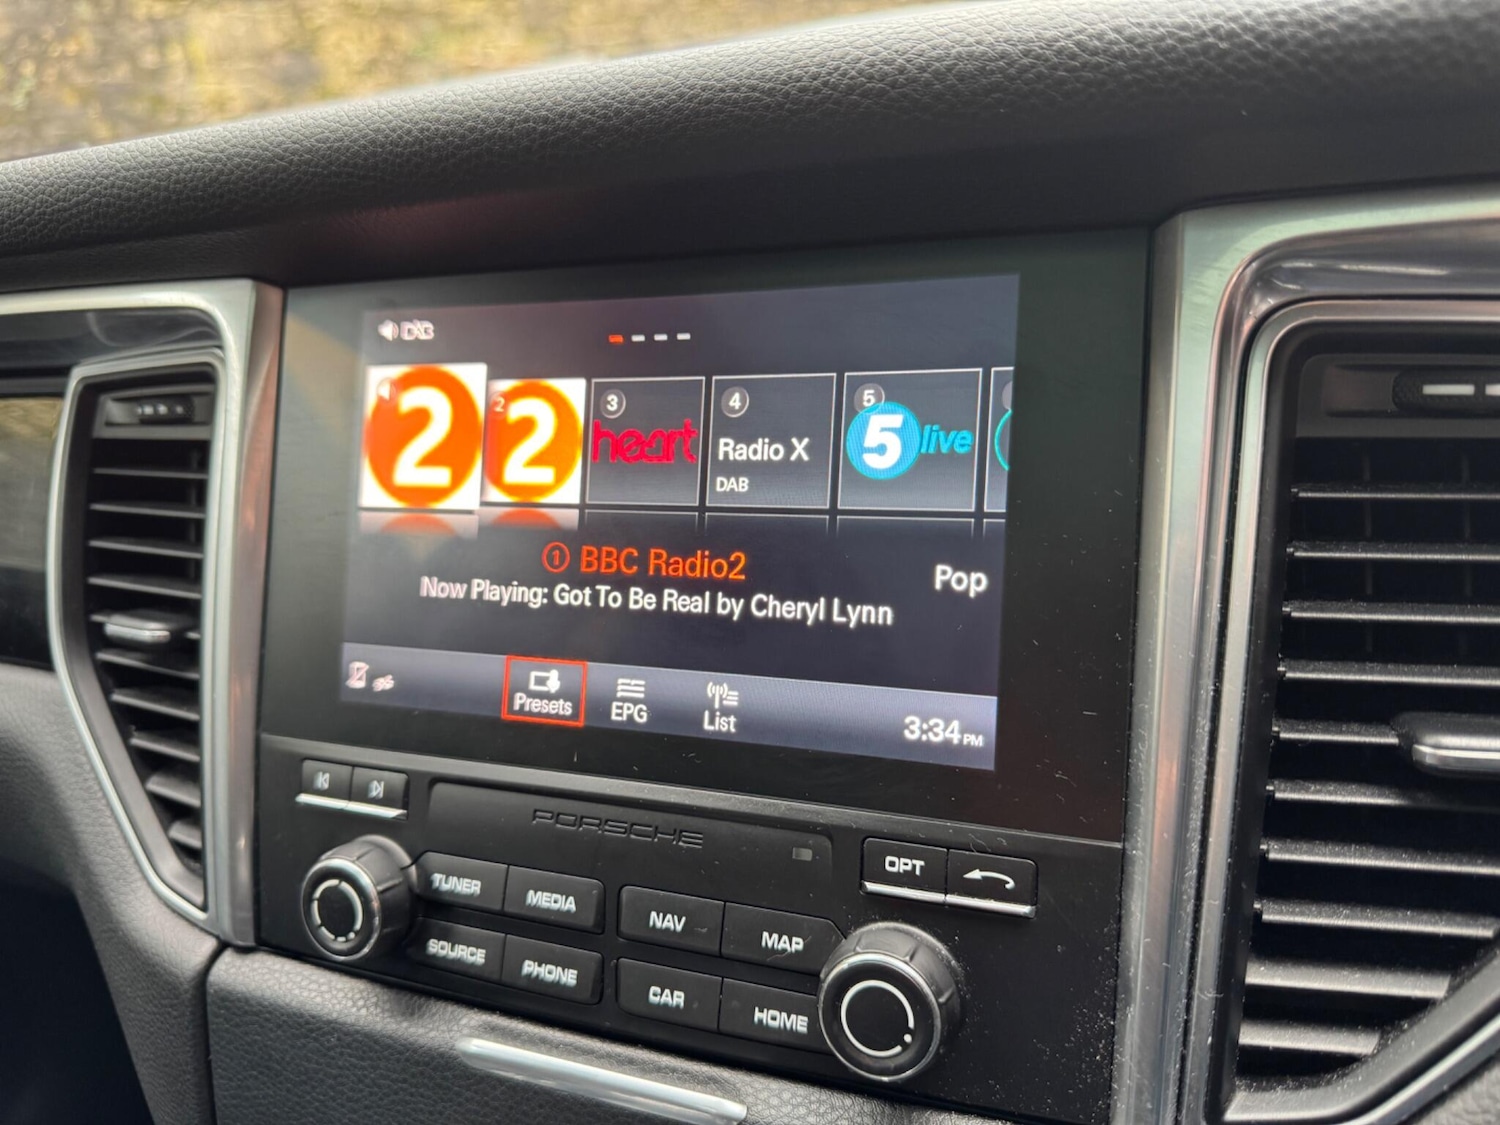 DAB
2
2 2
3 heart
4 Radio X DAB
5 5 live
1 BBC Radio2
Pop
Now Playing: Got To Be Real by Cheryl Lynn
Presets
EPG
List
3:34PM
PORSCHE
OPT
TUNER
MEDIA
NAV
MAP
SOURCE
PHONE
CAR
HOME